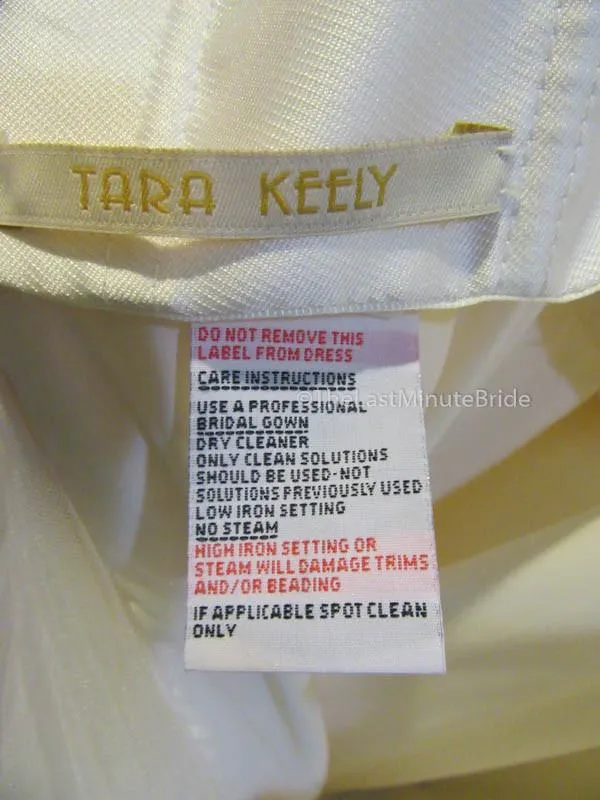 TARA KEELY
DO NOT REMOVE THIS
LABEL FROM DRESS
CARE INSTRUCTIONS
©TheLastMinuteBride
USE A PROFESSIONAL
BRIDAL GOWN
DRY CLEANER
ONLY CLEAN SOLUTIONS
SHOULD BE USED-NOT
SOLUTIONS PREVIOUSLY USED
LOW IRON SETTING
NO STEAM
HIGH IRON SETTING OR
STEAM WILL DAMAGE TRIMS
AND/OR BEADING
IF APPLICABLE SPOT CLEAN
ONLY